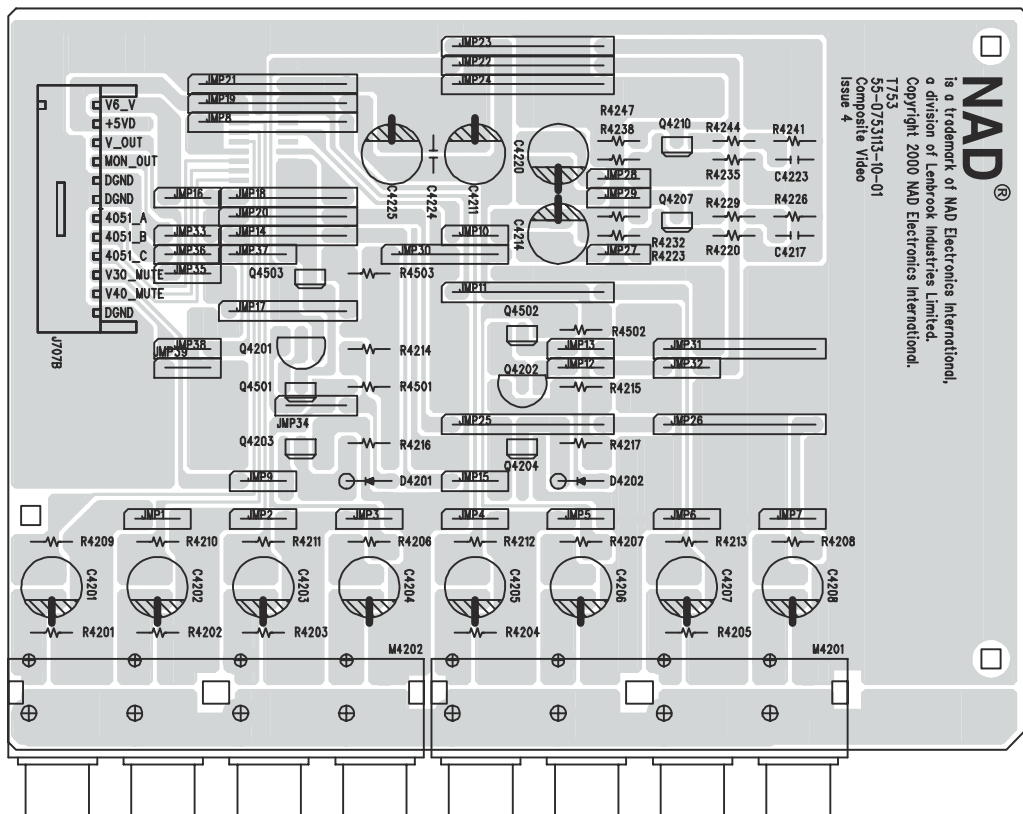 NAD®
is a trademark of NAD Electronics International,
a division of Lenbrook Industries Limited.
Copyright 2000 NAD Electronics International.
T753
55-0753113-10-01
Composite Video
Issue 4
JMP23
JMP22
JMP24
JMP21
JMP19
JMP8
V6_V
+5VD
V_OUT
MON_OUT
DGND
DGND
4051_A
4051_B
4051_C
V30_MUTE
V40_MUTE
DGND
J707B
R4247
R4238
Q4210
R4244
R4241
R4235
C4223
C4225
C4224
C4211
C4220
JMP28
JMP16
JMP18
JMP29
Q4207
R4229
R4226
JMP20
C4214
JMP33
JMP14
JMP10
R4232
R4220
C4217
JMP36
JMP37
JMP30
JMP27
R4223
JMP35
Q4503
R4503
JMP11
JMP17
Q4502
R4502
JMP38
JMP39
Q4201
R4214
JMP13
JMP31
Q4202
JMP12
JMP32
Q4501
R4501
R4215
JMP34
JMP25
JMP26
Q4203
R4216
Q4204
R4217
JMP9
D4201
JMP15
D4202
JMP1
JMP2
JMP3
JMP4
JMP5
JMP6
JMP7
R4209
R4210
R4211
R4206
R4212
R4207
R4213
R4208
C4201
C4202
C4203
C4204
C4205
C4206
C4207
C4208
R4201
R4202
R4203
R4204
R4205
M4202
M4201